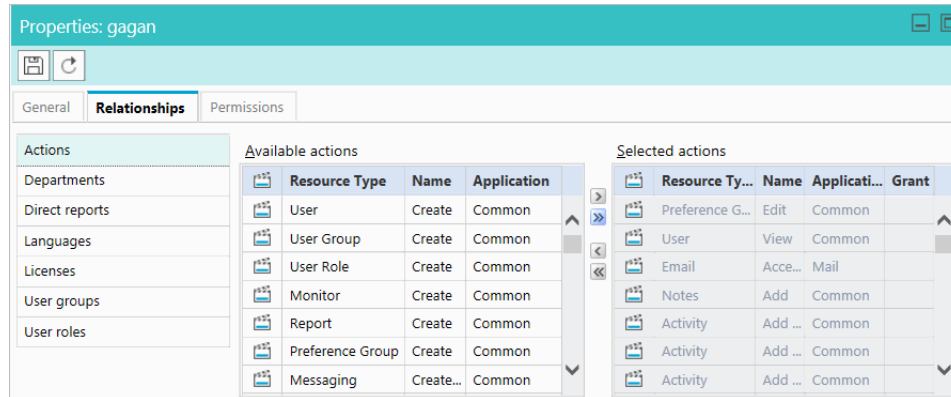 Properties: gagan
General Relationships Permissions
Actions
Departments
Direct reports
Languages
Licenses
User groups
User roles
Available actions
Resource Type Name Application
User Create Common
User Group Create Common
User Role Create Common
Monitor Create Common
Report Create Common
Preference Group Create Common
Messaging Create... Common
Selected actions
Resource Ty... Name Applicati... Grant
Preference G... Edit Common
User View Common
Email Acce... Mail
Notes Add Common
Activity Add ... Common
Activity Add ... Common
Activity Add ... Common